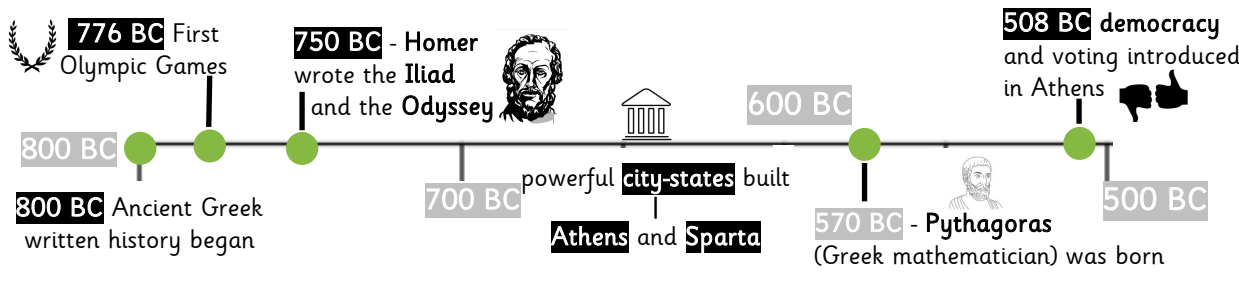 776 BC First
Olympic Games
750 BC - Homer
wrote the Iliad
and the Odyssey
508 BC democracy
and voting introduced
in Athens
600 BC
800 BC
800 BC Ancient Greek
written history began
700 BC
powerful city-states built
Athens and Sparta
570 BC - Pythagoras
(Greek mathematician) was born
500 BC